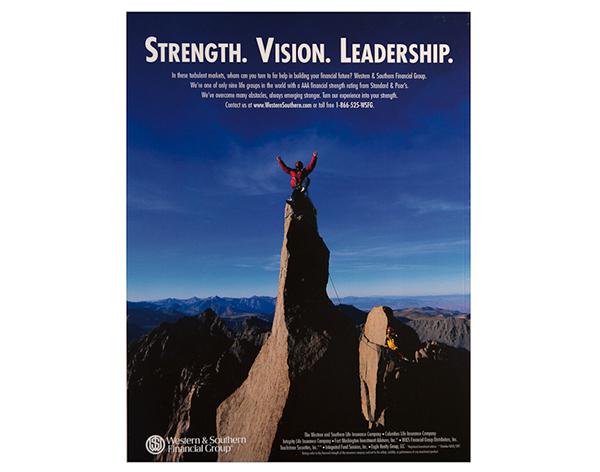 STRENGTH. VISION. LEADERSHIP.
In these turbulent markets, whom can you turn to for help in building your financial future? Western & Southern Financial Group.
We're one of only nine life groups in the world with a AAA financial strength rating from Standard & Poor's.
We've overcome many obstacles, always emerging stronger. Turn our experience into your strength.
Contact us at www.WesternSouthern.com or toll free 1-866-525-WSFG.
Western & Southern
Financial Group®
The Western and Southern Life Insurance Company • Columbus Life Insurance Company
Integrity Life Insurance Company • Fort Washington Investment Advisors, Inc.* • W&S Financial Group Distributors, Inc.
Touchstone Securities, Inc.** • Integrated Fund Services, Inc. • Eagle Realty Group, LLC